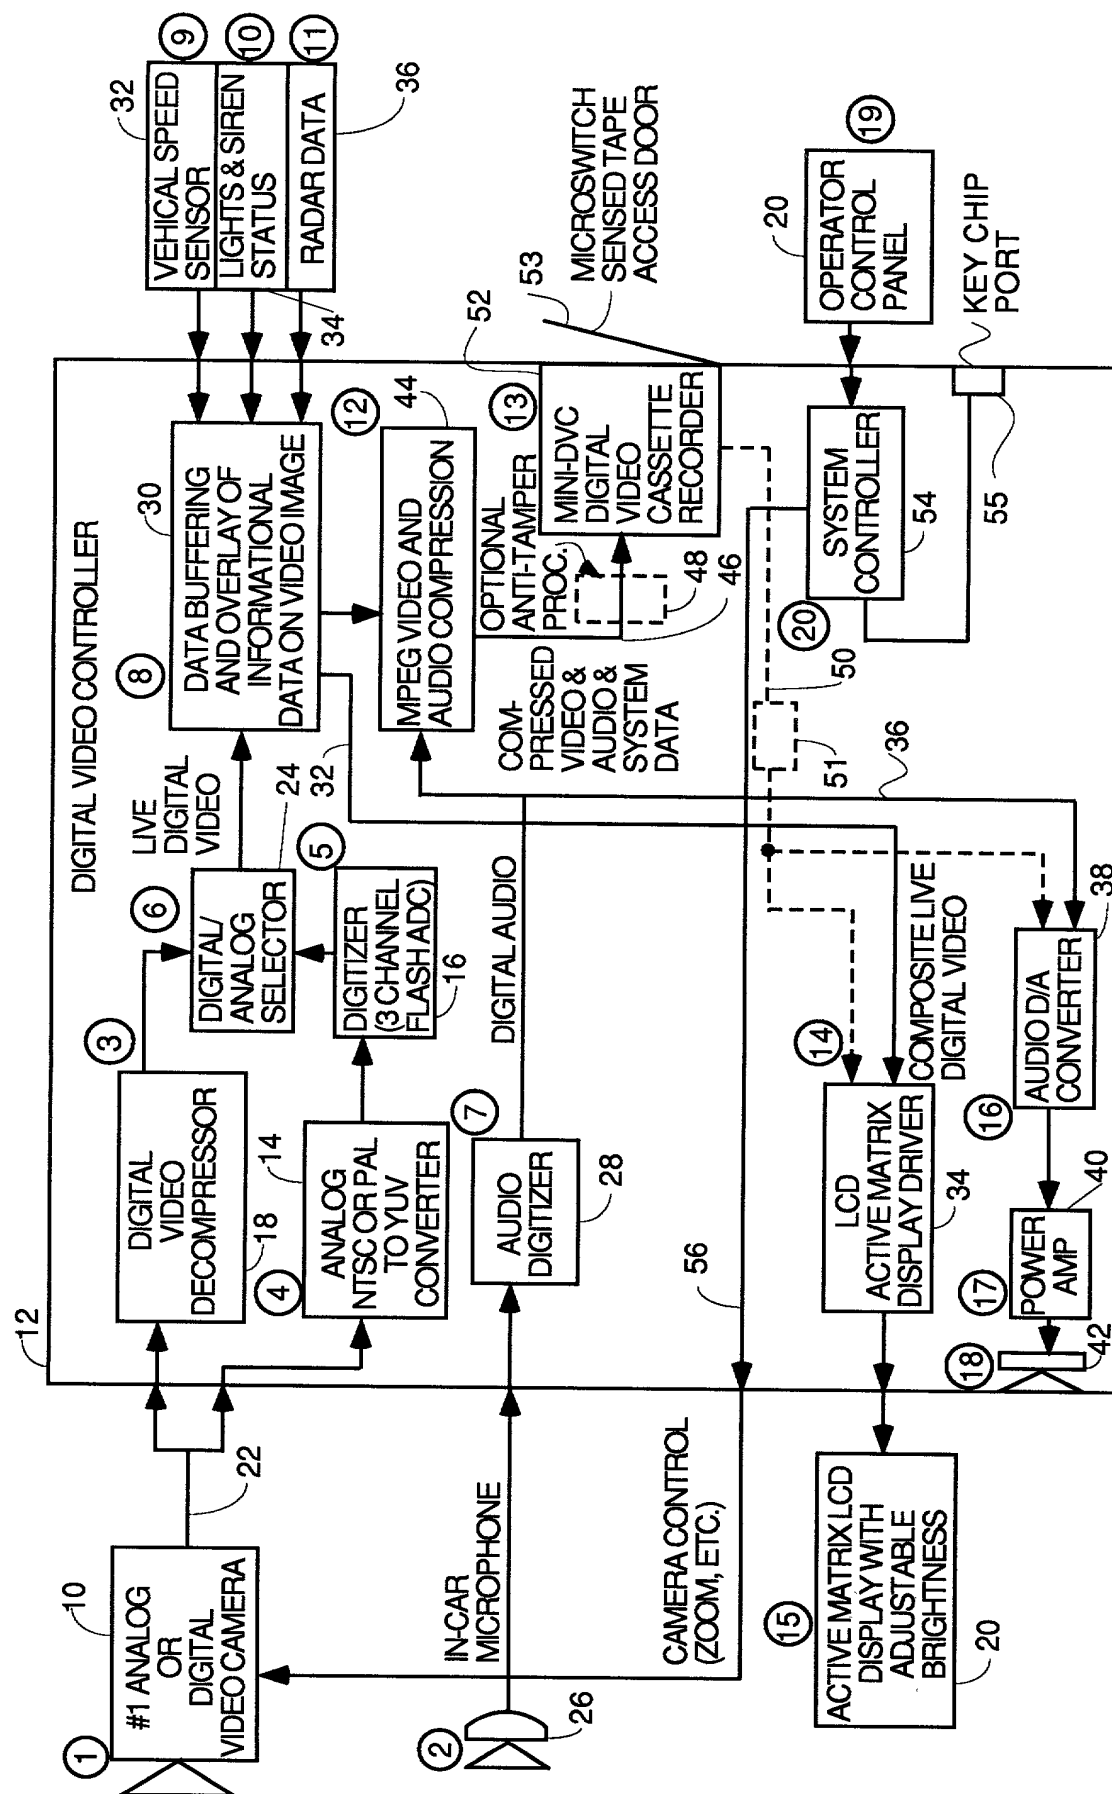 12
DIGITAL VIDEO CONTROLLER
1
10
#1 ANALOG
OR
DIGITAL
VIDEO CAMERA
22
3
DIGITAL
VIDEO
DECOMPRESSOR
18
4
14
ANALOG
NTSC OR PAL
TO YUV
CONVERTER
6
DIGITAL/
ANALOG
SELECTOR
24
5
DIGITIZER
(3 CHANNEL
FLASH ADC)
16
LIVE
DIGITAL
VIDEO
8
30
DATA BUFFERING
AND OVERLAY OF
INFORMATIONAL
DATA ON VIDEO IMAGE
32
32
VEHICAL SPEED
SENSOR
9
LIGHTS & SIREN
STATUS
10
RADAR DATA
11
34
36
2
26
IN-CAR
MICROPHONE
7
AUDIO
DIGITIZER
28
DIGITAL AUDIO
12
44
MPEG VIDEO AND
AUDIO COMPRESSION
OPTIONAL
ANTI-TAMPER
PROC.
COM-
PRESSED
VIDEO &
AUDIO &
SYSTEM
DATA
48
46
13
52
MINI-DVC
DIGITAL
VIDEO
CASSETTE
RECORDER
53
MICROSWITCH
SENSED TAPE
ACCESS DOOR
CAMERA CONTROL
(ZOOM, ETC.)
56
50
51
36
20
SYSTEM
CONTROLLER
54
20
19
OPERATOR
CONTROL
PANEL
KEY CHIP
PORT
55
15
ACTIVE MATRIX LCD
DISPLAY WITH
ADJUSTABLE
BRIGHTNESS
20
14
LCD
ACTIVE MATRIX
DISPLAY DRIVER
34
COMPOSITE LIVE
DIGITAL VIDEO
18
42
17
POWER
AMP
40
16
AUDIO D/A
CONVERTER
38